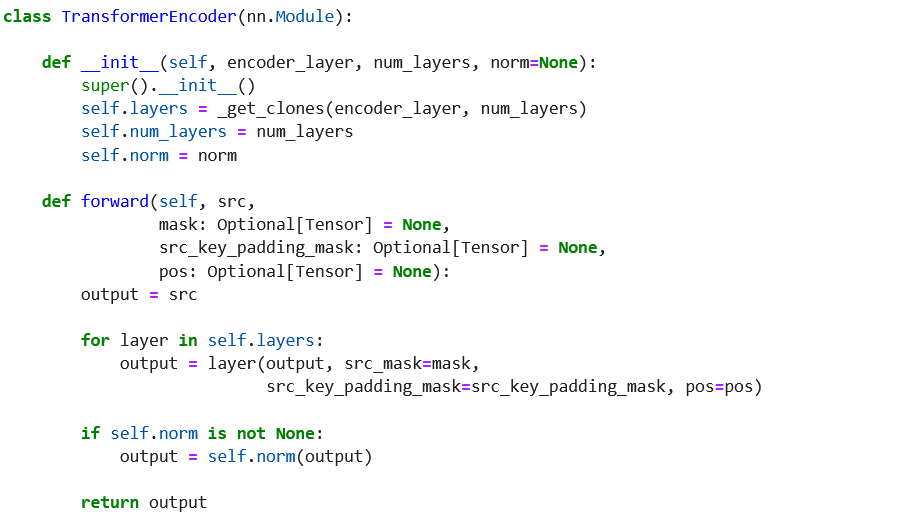 class TransformerEncoder(nn.Module):
    def __init__(self, encoder_layer, num_layers, norm=None):
        super().__init__()
        self.layers = _get_clones(encoder_layer, num_layers)
        self.num_layers = num_layers
        self.norm = norm
    def forward(self, src,
                mask: Optional[Tensor] = None,
                src_key_padding_mask: Optional[Tensor] = None,
                pos: Optional[Tensor] = None):
        output = src
        for layer in self.layers:
            output = layer(output, src_mask=mask,
                           src_key_padding_mask=src_key_padding_mask, pos=pos)
        if self.norm is not None:
            output = self.norm(output)
        return output